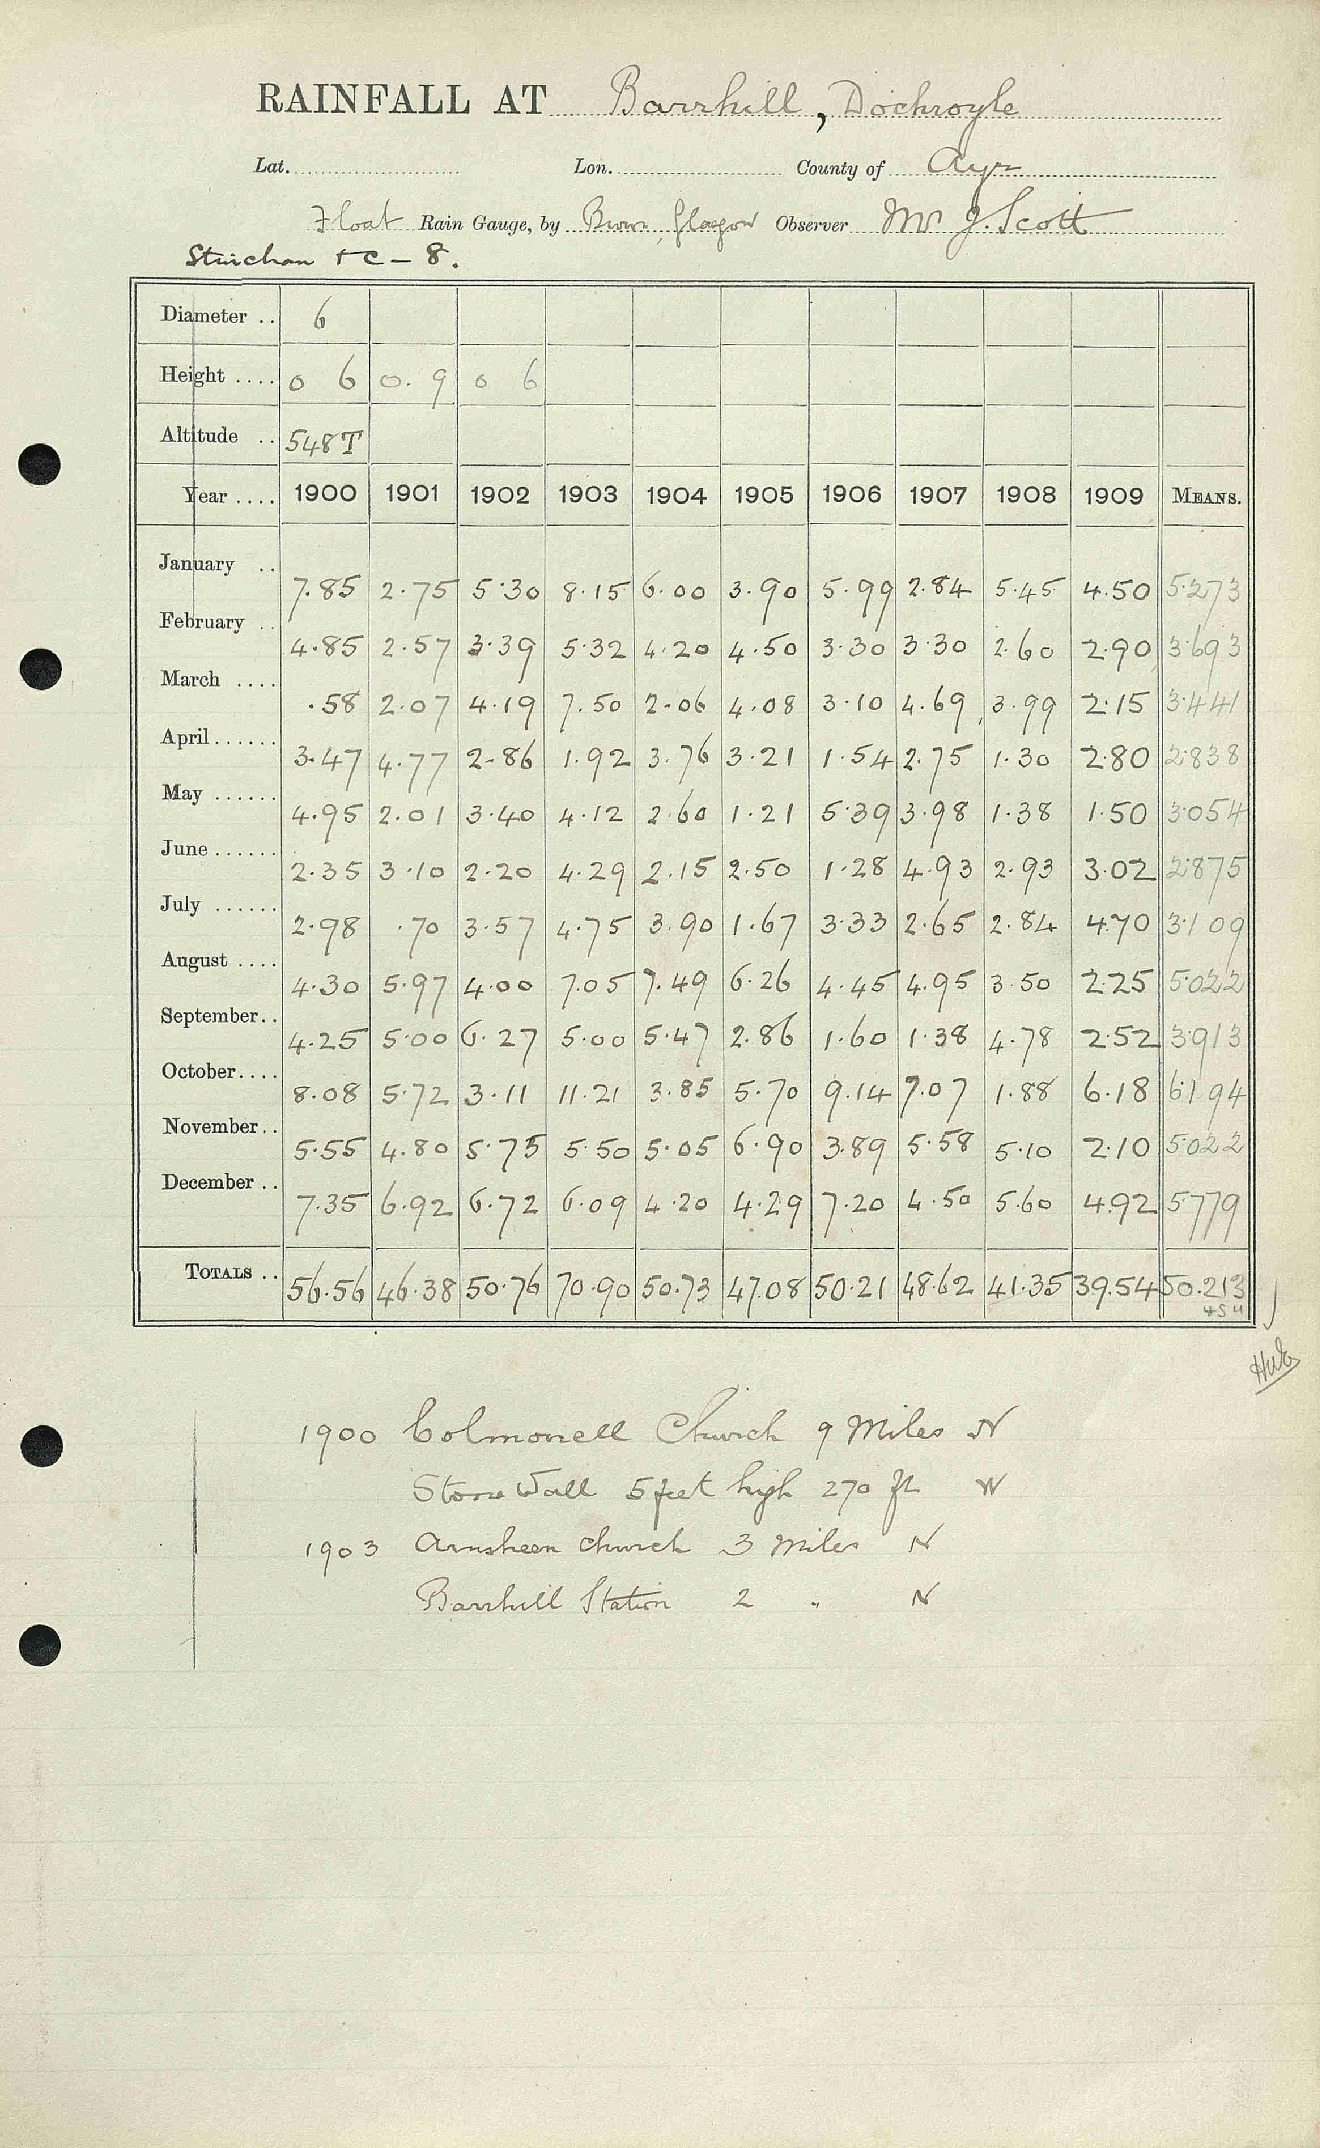 RAINFALL AT Barrhill, Dochroyle
Lat. Lon. County of Ayr
Float Rain Gauge, by Brown, Glasgow Observer Mr J. Scott
Stinchar + C - 8.
Diameter .. 6
Height .... 0 6 0. 9 0 6
Altitude .. 548T
Year .... 1900 1901 1902 1903 1904 1905 1906 1907 1908 1909 MEANS.
January .. 7.85 2.75 5.30 8.15 6.00 3.90 5.99 2.84 5.45 4.50 5.273
February .. 4.85 2.57 3.39 5.32 4.20 4.50 3.30 3.30 2.60 2.90 3.693
March .... .58 2.07 4.19 7.50 2.06 4.08 3.10 4.69 3.99 2.15 3.441
April...... 3.47 4.77 2.86 1.92 3.76 3.21 1.54 2.75 1.30 2.80 2.838
May ...... 4.95 2.01 3.40 4.12 2.60 1.21 5.39 3.98 1.38 1.50 3.054
June ...... 2.35 3.10 2.20 4.29 2.15 2.50 1.28 4.93 2.93 3.02 2.875
July ...... 2.98 .70 3.57 4.75 3.90 1.67 3.33 2.65 2.84 4.70 3.109
August .... 4.30 5.97 4.00 7.05 7.49 6.26 4.45 4.95 3.50 2.25 5.022
September.. 4.25 5.00 6.27 5.00 5.47 2.86 1.60 1.38 4.78 2.52 3.913
October.... 8.08 5.72 3.11 11.21 3.85 5.70 9.14 7.07 1.88 6.18 6.194
November.. 5.55 4.80 5.75 5.50 5.05 6.90 3.89 5.58 5.10 2.10 5.022
December .. 7.35 6.92 6.72 6.09 4.20 4.29 7.20 4.50 5.60 4.92 5779
TOTALS .. 56.56 46.38 50.76 70.90 50.73 47.08 50.21 48.62 41.35 39.54 50.213
1900 Colmonell Church 9 Miles N
Stone Wall 5 feet high 270 ft W
1903 Arnsheen Church 3 Miles N
Barrhill Station 2 " N